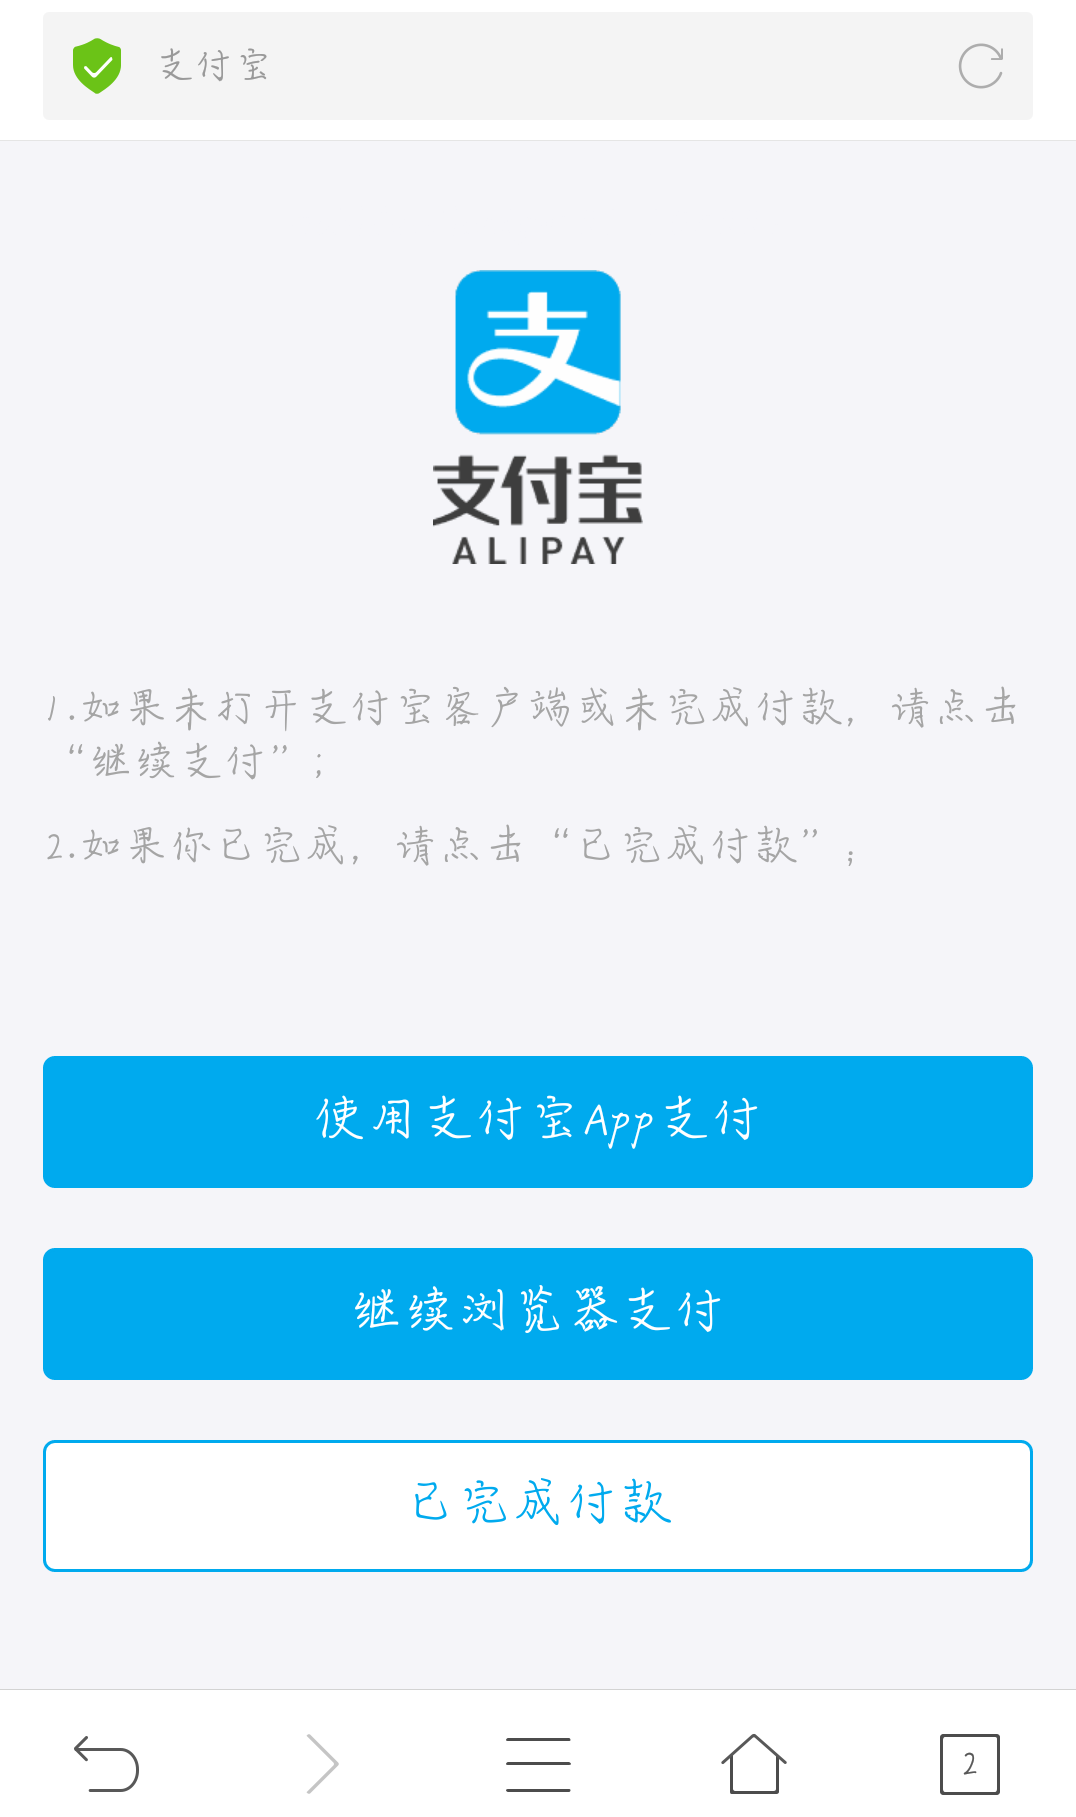 支付宝
支
支付宝
ALIPAY
1.如果未打开支付宝客户端或未完成付款，请点击
“继续支付”；
2.如果你已完成，请点击“已完成付款”；
使用支付宝App支付
继续浏览器支付
已完成付款
2